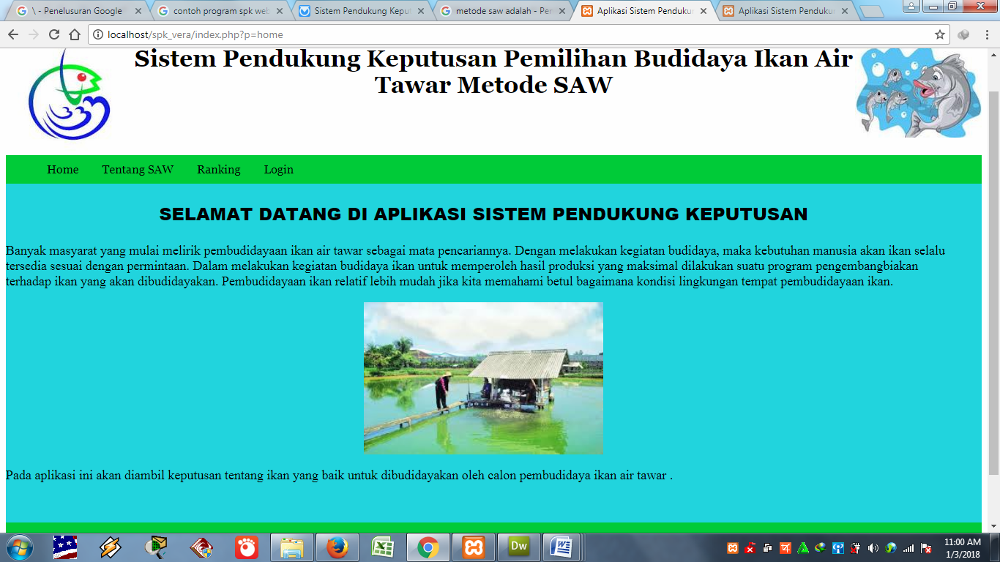 \ - Penelusuran Google
contoh program spk web
Sistem Pendukung Keput
metode saw adalah - Pen
Aplikasi Sistem Pendukun
Aplikasi Sistem Pendukun
localhost/spk_vera/index.php?p=home
Sistem Pendukung Keputusan Pemilihan Budidaya Ikan Air
Tawar Metode SAW
Home Tentang SAW Ranking Login
SELAMAT DATANG DI APLIKASI SISTEM PENDUKUNG KEPUTUSAN
Banyak masyarat yang mulai melirik pembudidayaan ikan air tawar sebagai mata pencariannya. Dengan melakukan kegiatan budidaya, maka kebutuhan manusia akan ikan selalu
tersedia sesuai dengan permintaan. Dalam melakukan kegiatan budidaya ikan untuk memperoleh hasil produksi yang maksimal dilakukan suatu program pengembangbiakan
terhadap ikan yang akan dibudidayakan. Pembudidayaan ikan relatif lebih mudah jika kita memahami betul bagaimana kondisi lingkungan tempat pembudidayaan ikan.
Pada aplikasi ini akan diambil keputusan tentang ikan yang baik untuk dibudidayakan oleh calon pembudidaya ikan air tawar .
Dw
11:00 AM
1/3/2018